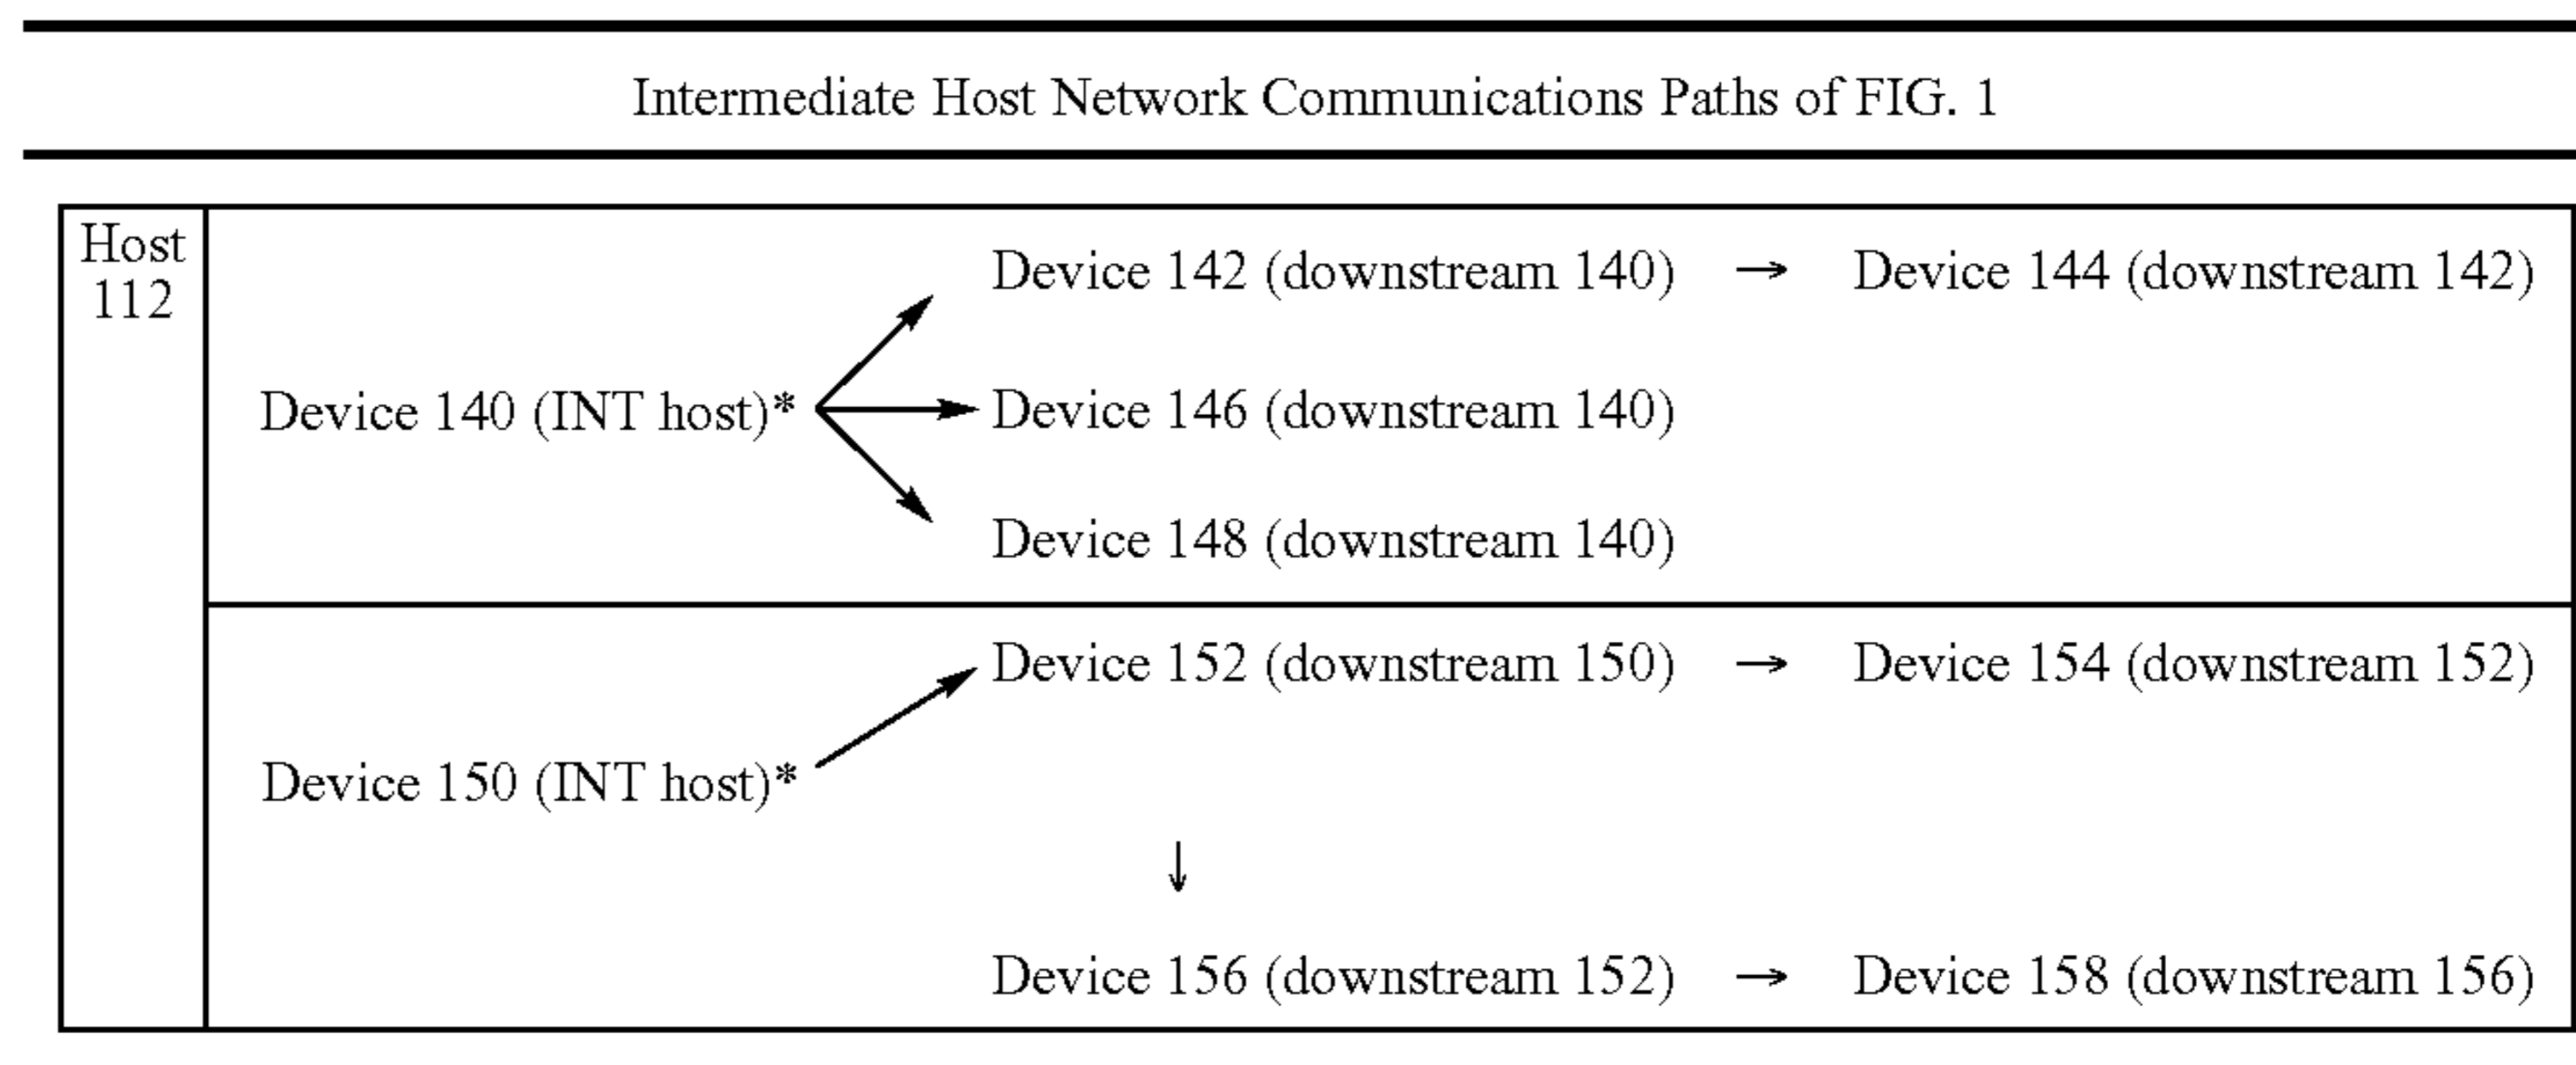 Intermediate Host Network Communications Paths of FIG. 1
Host
112
Device 142 (downstream 140) → Device 144 (downstream 142)
Device 140 (INT host)* Device 146 (downstream 140)
Device 148 (downstream 140)
Device 152 (downstream 150) → Device 154 (downstream 152)
Device 150 (INT host)*
↓
Device 156 (downstream 152) → Device 158 (downstream 156)